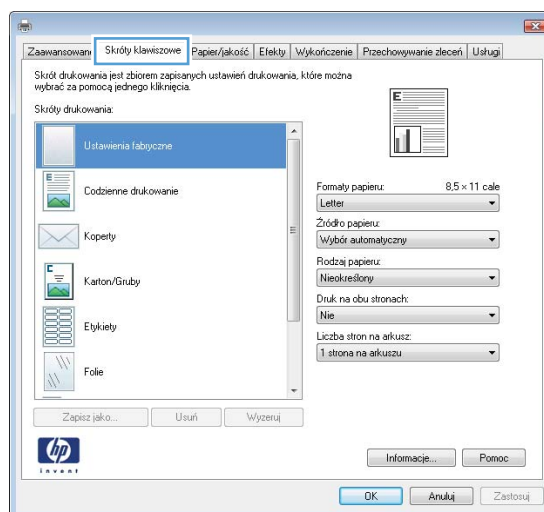 Zaawansowane Skróty klawiszowe Papier/jakość Efekty Wykończenie Przechowywanie zleceń Usługi
Skrót drukowania jest zbiorem zapisanych ustawień drukowania, które można
wybrać za pomocą jednego kliknięcia.
Skróty drukowania:
Ustawienia fabryczne
Codzienne drukowanie
Koperty
Karton/Gruby
Etykiety
Folie
E
Formaty papieru: 8,5 × 11 cale
Letter
Źródło papieru:
Wybór automatyczny
Rodzaj papieru:
Nieokreślony
Druk na obu stronach:
Nie
Liczba stron na arkusz:
1 strona na arkuszu
Zapisz jako... Usuń Wyzeruj
hp
invent
Informacje... Pomoc
OK Anuluj Zastosuj